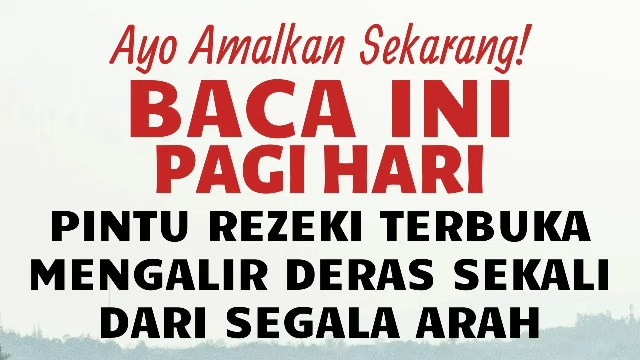 Ayo Amalkan Sekarang!
BACA INI
PAGI HARI
PINTU REZEKI TERBUKA
MENGALIR DERAS SEKALI
DARI SEGALA ARAH